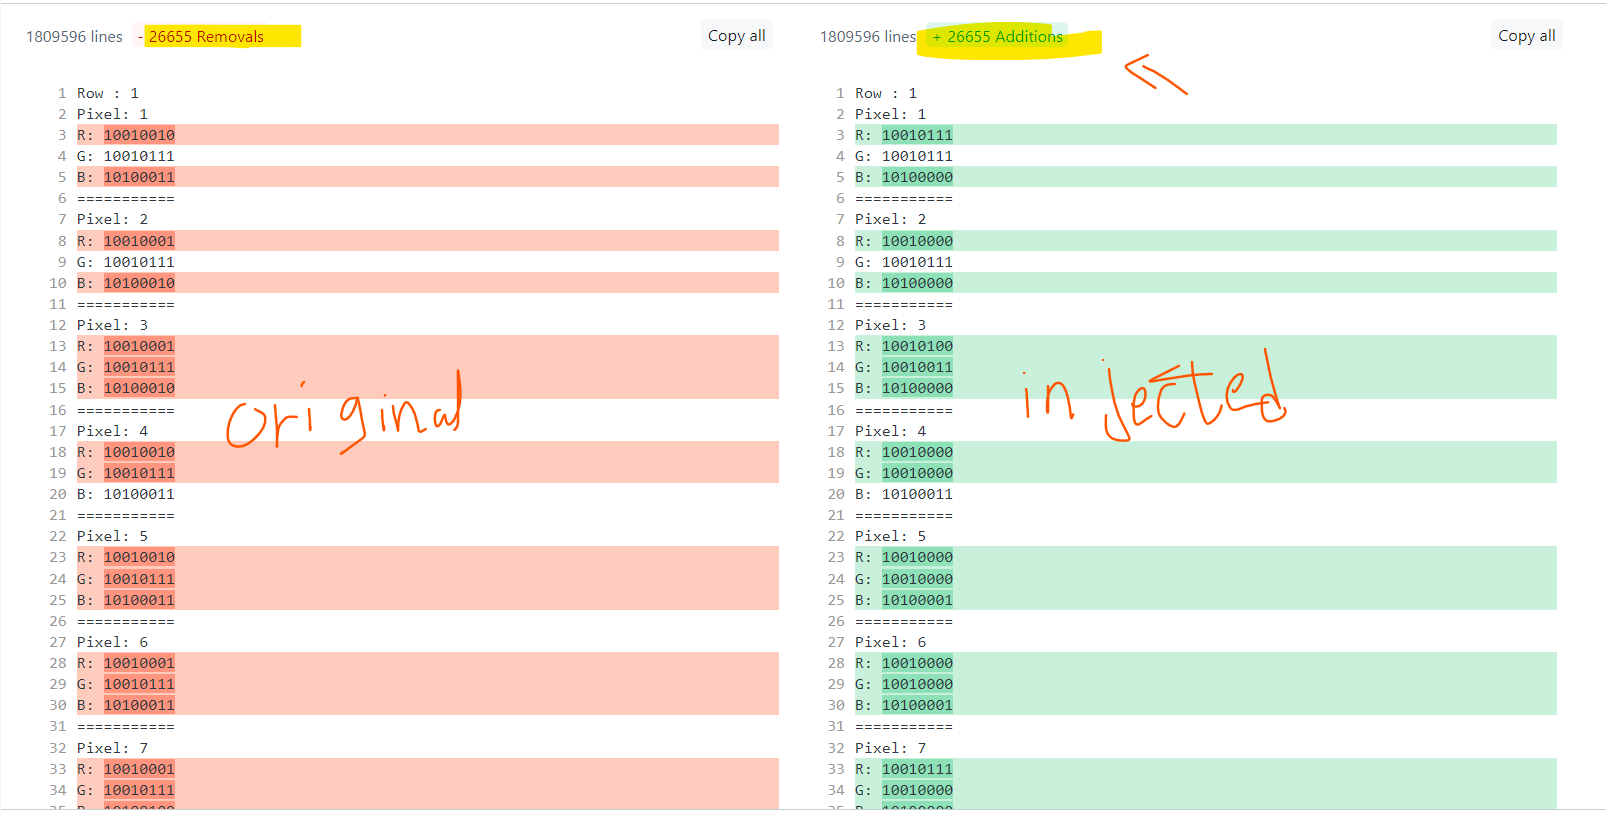 1809596 lines - 26655 Removals Copy all
1 Row : 1
2 Pixel: 1
3 R: 10010010
4 G: 10010111
5 B: 10100011
6 ===========
7 Pixel: 2
8 R: 10010001
9 G: 10010111
10 B: 10100010
11 ===========
12 Pixel: 3
13 R: 10010001
14 G: 10010111
15 B: 10100010
16 ===========
17 Pixel: 4
18 R: 10010010
19 G: 10010111
20 B: 10100011
21 ===========
22 Pixel: 5
23 R: 10010010
24 G: 10010111
25 B: 10100011
26 ===========
27 Pixel: 6
28 R: 10010001
29 G: 10010111
30 B: 10100011
31 ===========
32 Pixel: 7
33 R: 10010001
34 G: 10010111
original
1809596 lines + 26655 Additions Copy all
1 Row : 1
2 Pixel: 1
3 R: 10010111
4 G: 10010111
5 B: 10100000
6 ===========
7 Pixel: 2
8 R: 10010000
9 G: 10010111
10 B: 10100000
11 ===========
12 Pixel: 3
13 R: 10010100
14 G: 10010011
15 B: 10100000
16 ===========
17 Pixel: 4
18 R: 10010000
19 G: 10010000
20 B: 10100011
21 ===========
22 Pixel: 5
23 R: 10010000
24 G: 10010000
25 B: 10100001
26 ===========
27 Pixel: 6
28 R: 10010000
29 G: 10010000
30 B: 10100001
31 ===========
32 Pixel: 7
33 R: 10010111
34 G: 10010000
injected